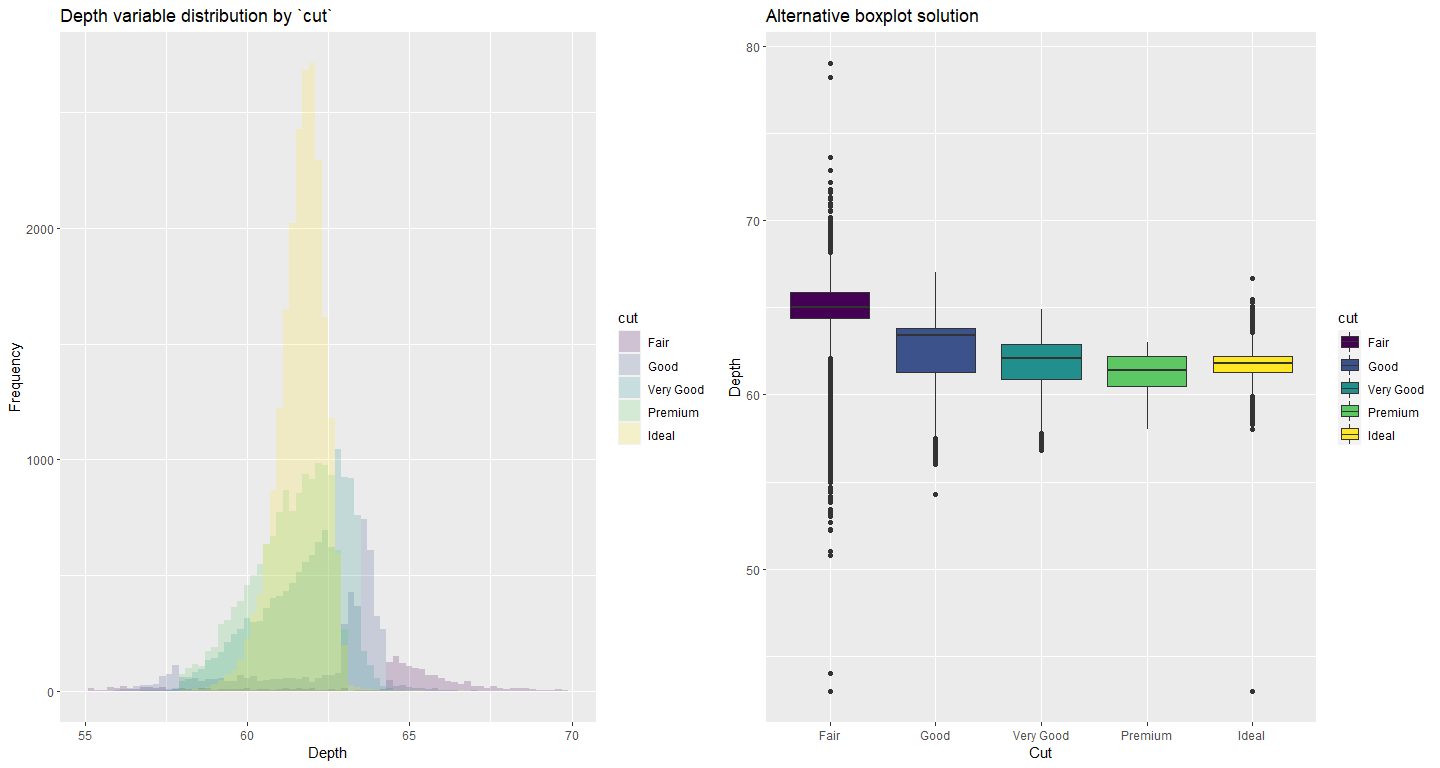 Depth variable distribution by `cut`
Frequency
2000
1000
0
55 60 65 70
Depth
cut
Fair
Good
Very Good
Premium
Ideal
Alternative boxplot solution
Depth
80
70
60
50
Fair Good Very Good Premium Ideal
Cut
cut
Fair
Good
Very Good
Premium
Ideal